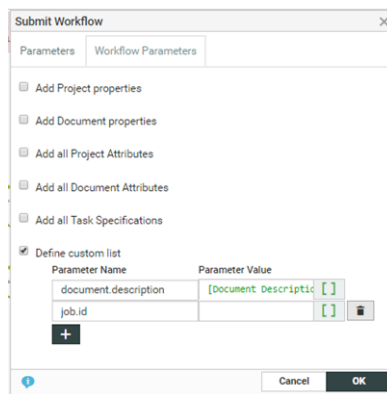 Submit Workflow
Parameters Workflow Parameters
Add Project properties
Add Document properties
Add all Project Attributes
Add all Document Attributes
Add all Task Specifications
Define custom list
Parameter Name Parameter Value
document.description [Document Descriptio []
job.id []
+
Cancel OK